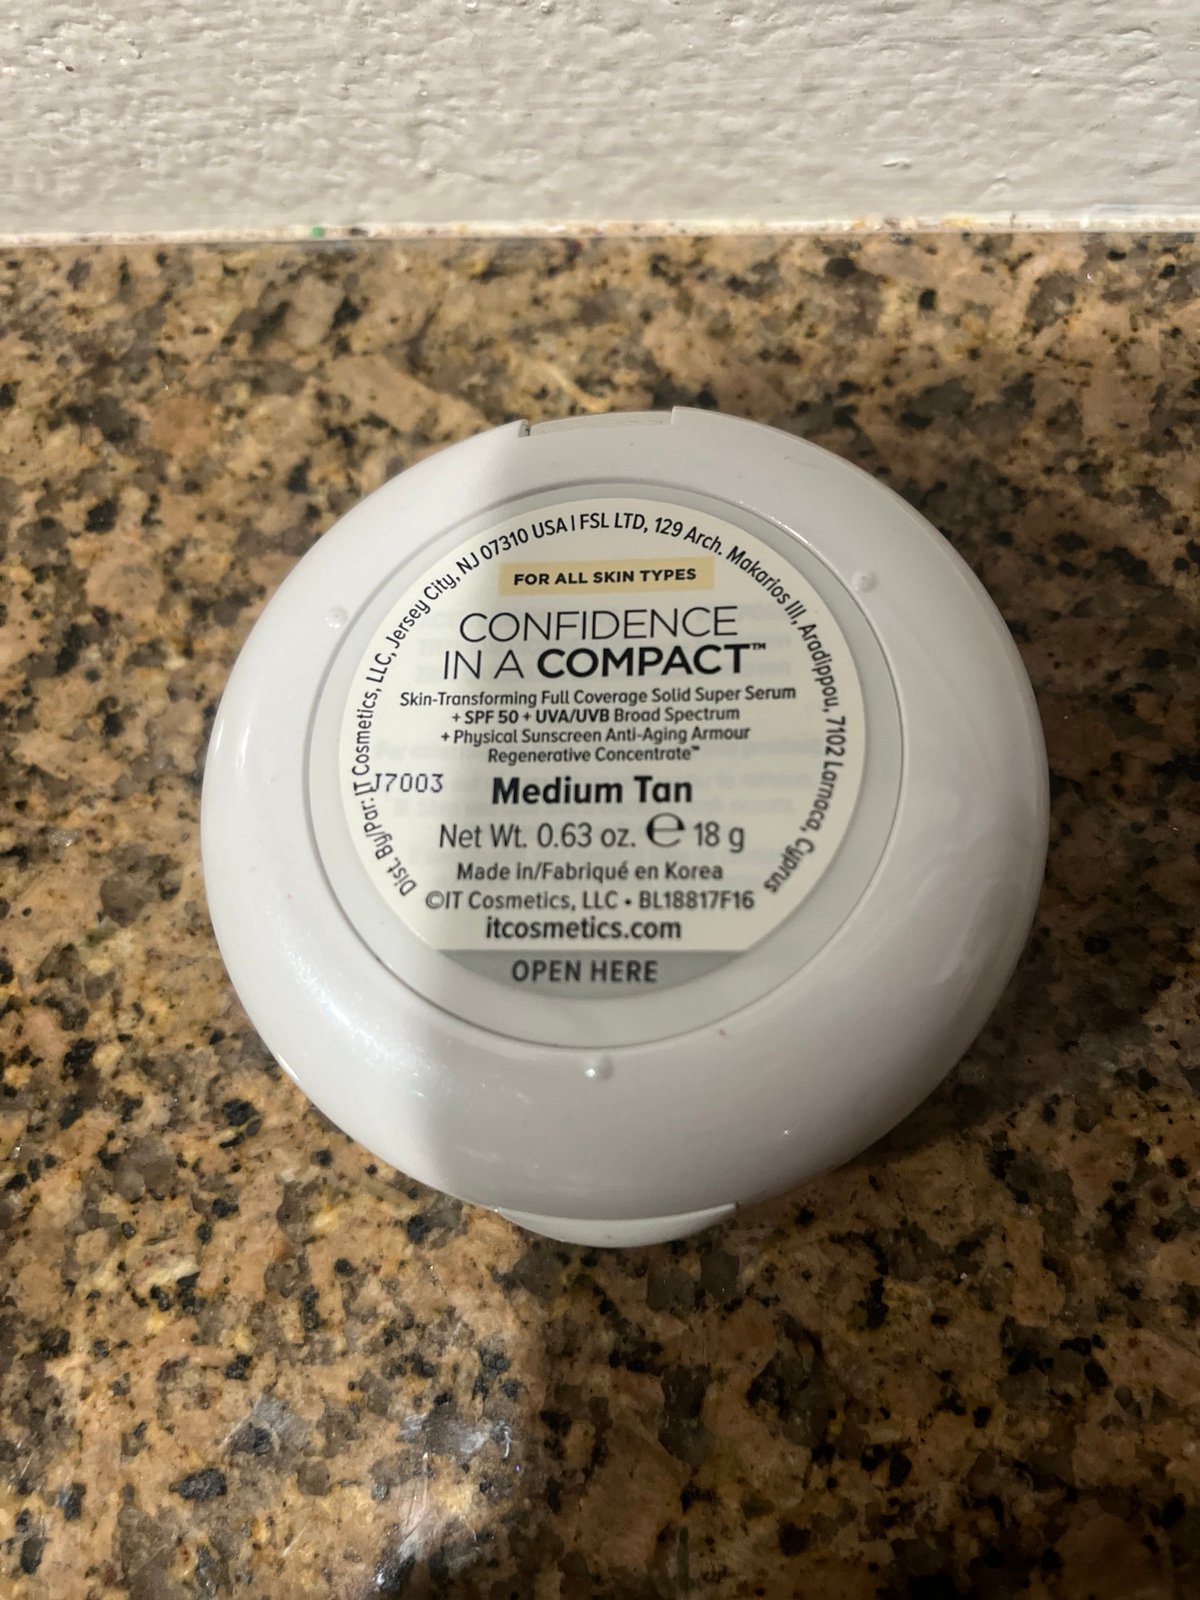 Dist. By/Par: IT Cosmetics, LLC, Jersey City, NJ 07310 USA | FSL LTD, 129 Arch. Makarios III, Aradippou, 7102 Larnaca, Cyprus
FOR ALL SKIN TYPES
CONFIDENCE
IN A COMPACT™
Skin-Transforming Full Coverage Solid Super Serum
+ SPF 50 + UVA/UVB Broad Spectrum
+ Physical Sunscreen Anti-Aging Armour
Regenerative Concentrate™
J7003
Medium Tan
Net Wt. 0.63 oz. ℮ 18 g
Made in/Fabriqué en Korea
©IT Cosmetics, LLC • BL18817F16
itcosmetics.com
OPEN HERE